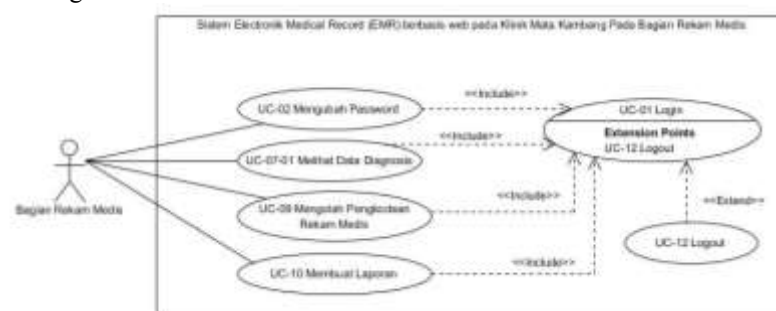 Sistem Electronik Medical Record (EMR) berbasis web pada Klinik Mata Kambang Pada Bagian Rekam Medis
<<Include>>
UC-02 Mengubah Password
UC-01 Login
<<Include>>
Extension Points
UC-12 Logout
UC-07-01 Melihat Data Diagnosis
Bagian Rekam Medis
UC-09 Mengolah Pengkodean
Rekam Medis
<<Include>>
<<Extend>>
UC-12 Logout
<<Include>>
UC-10 Membuat Laporan